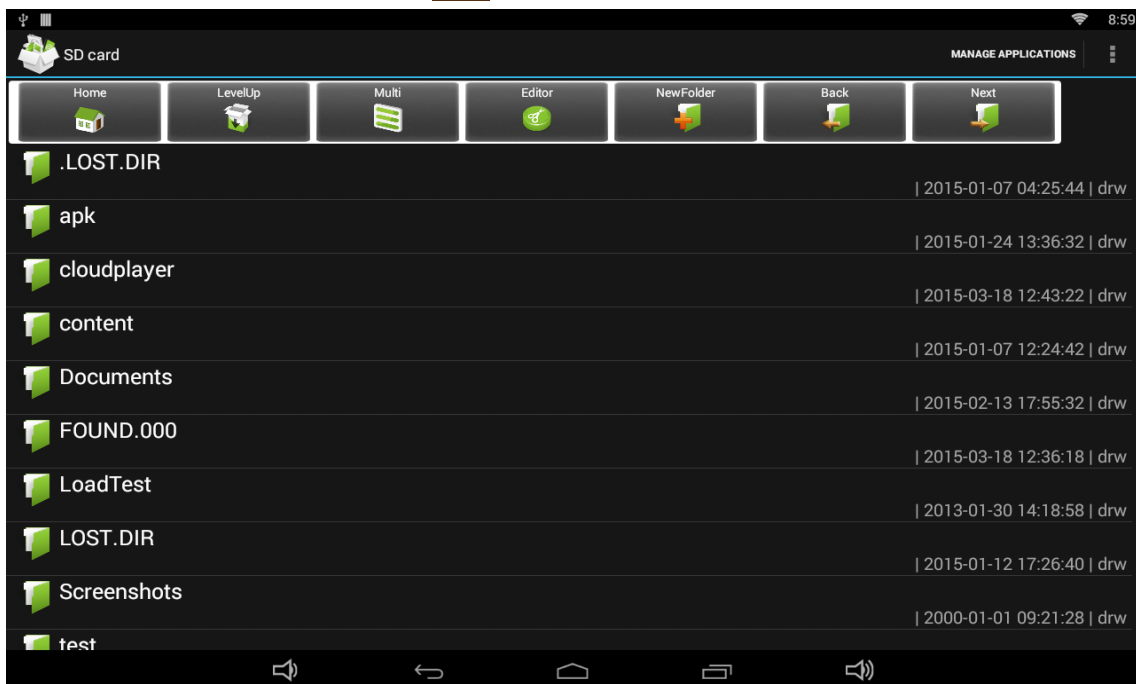 8:59
SD card
MANAGE APPLICATIONS
Home LevelUp Multi Editor NewFolder Back Next
.LOST.DIR
| 2015-01-07 04:25:44 | drw
apk
| 2015-01-24 13:36:32 | drw
cloudplayer
| 2015-03-18 12:43:22 | drw
content
| 2015-01-07 12:24:42 | drw
Documents
| 2015-02-13 17:55:32 | drw
FOUND.000
| 2015-03-18 12:36:18 | drw
LoadTest
| 2013-01-30 14:18:58 | drw
LOST.DIR
| 2015-01-12 17:26:40 | drw
Screenshots
| 2000-01-01 09:21:28 | drw
test